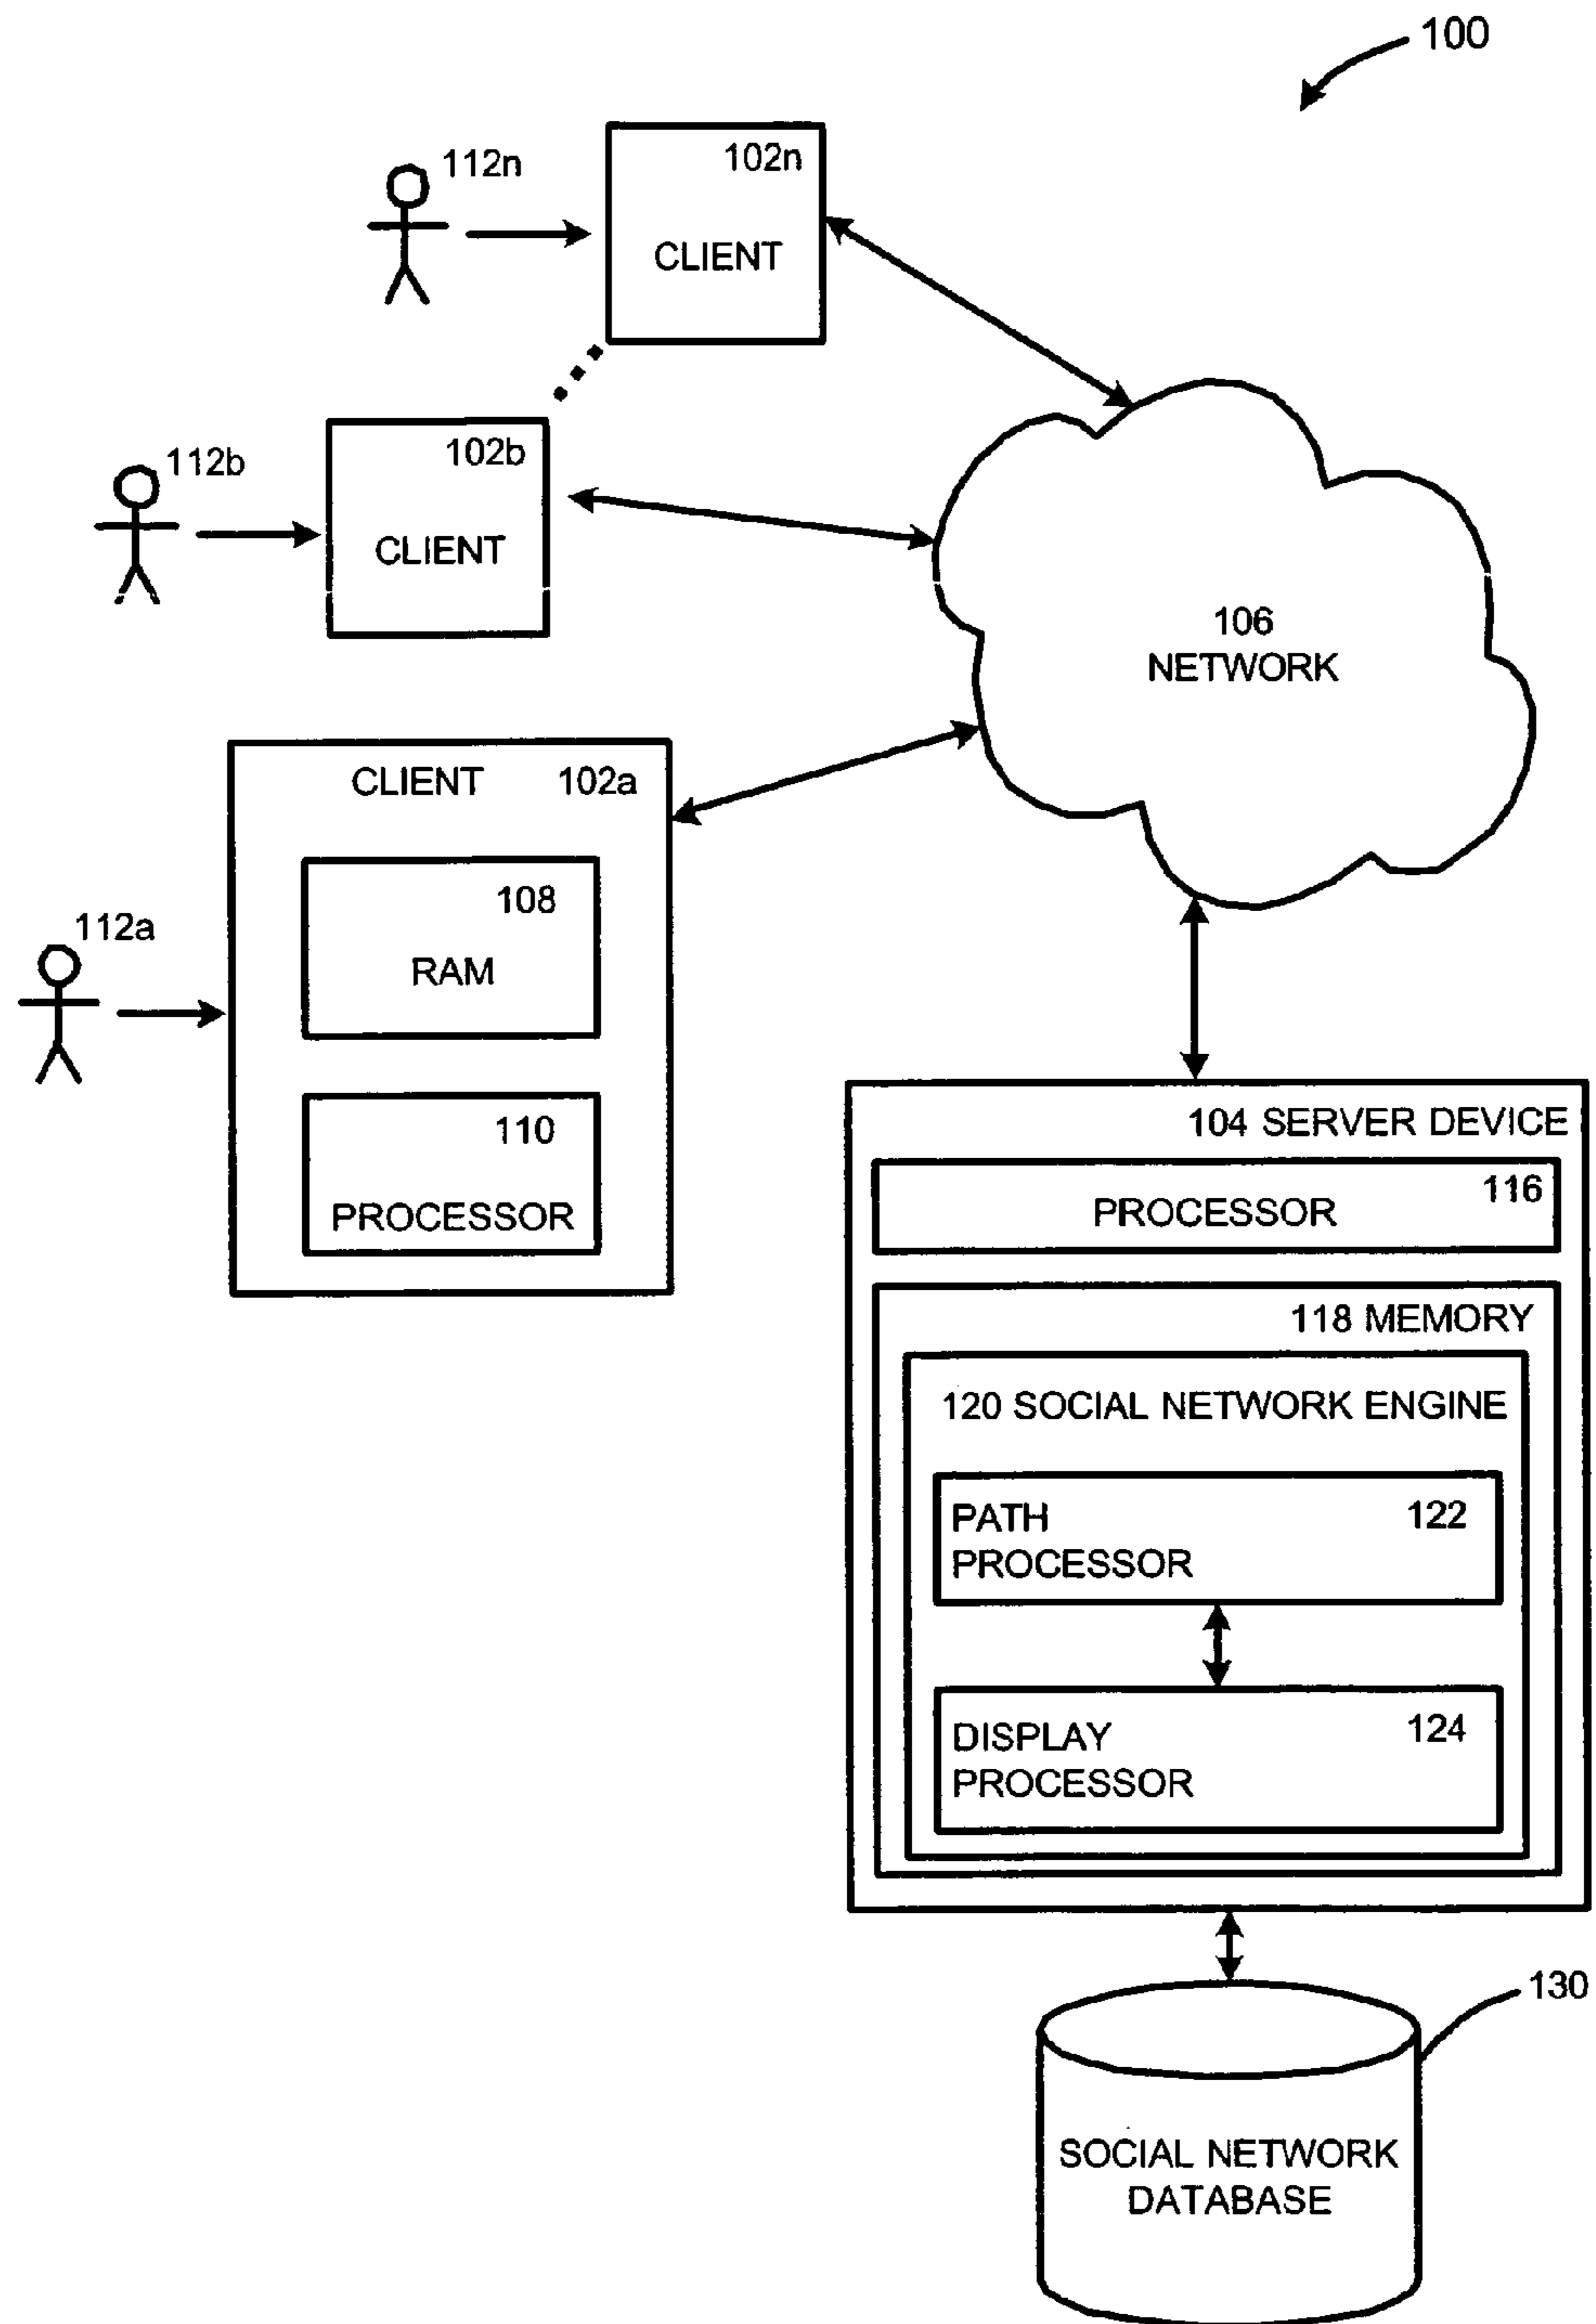 100
112n
102n
CLIENT
112b
102b
CLIENT
106
NETWORK
CLIENT 102a
108
RAM
112a
110
PROCESSOR
104 SERVER DEVICE
116
PROCESSOR
118 MEMORY
120 SOCIAL NETWORK ENGINE
PATH 122
PROCESSOR
DISPLAY 124
PROCESSOR
130
SOCIAL NETWORK
DATABASE